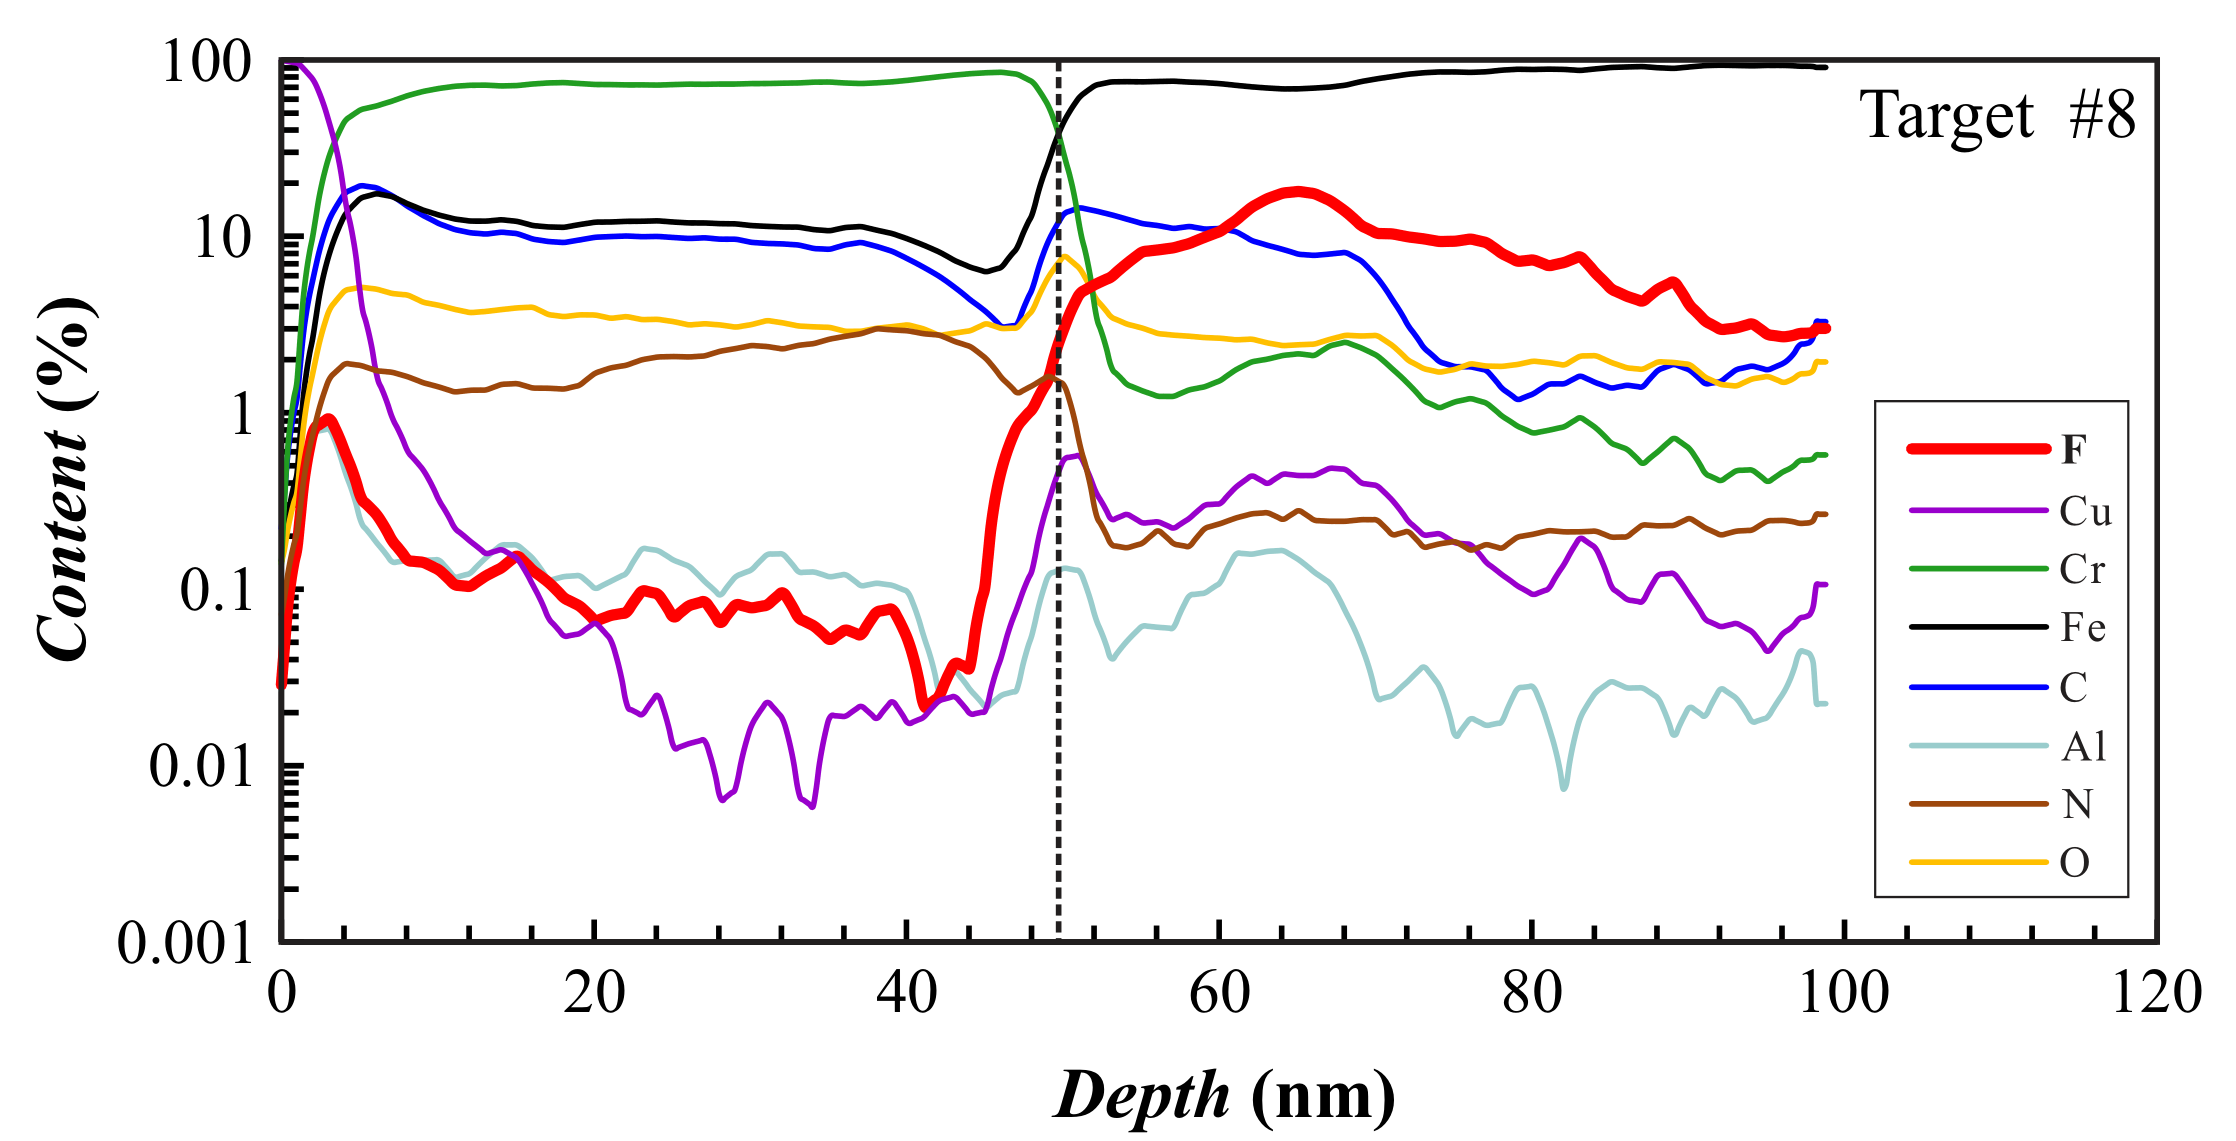 100
10
1
0.1
0.01
0.001
Content (%)
Target #8
F
Cu
Cr
Fe
C
Al
N
O
0 20 40 60 80 100 120
Depth (nm)